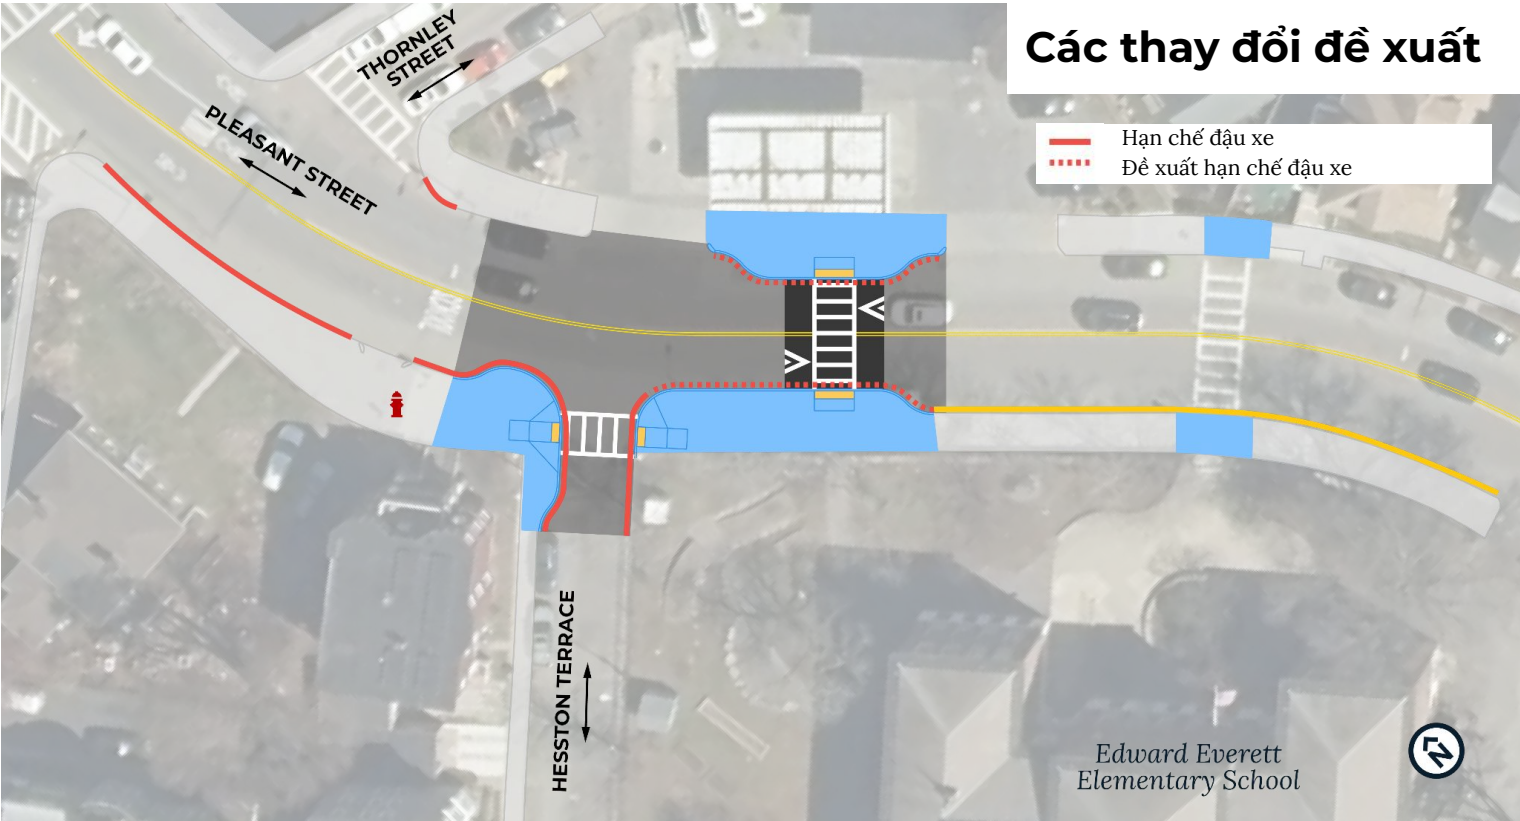 Các thay đổi đề xuất
Hạn chế đậu xe
Đề xuất hạn chế đậu xe
THORNLEY
STREET
PLEASANT STREET
HESSTON TERRACE
Edward Everett
Elementary School
N